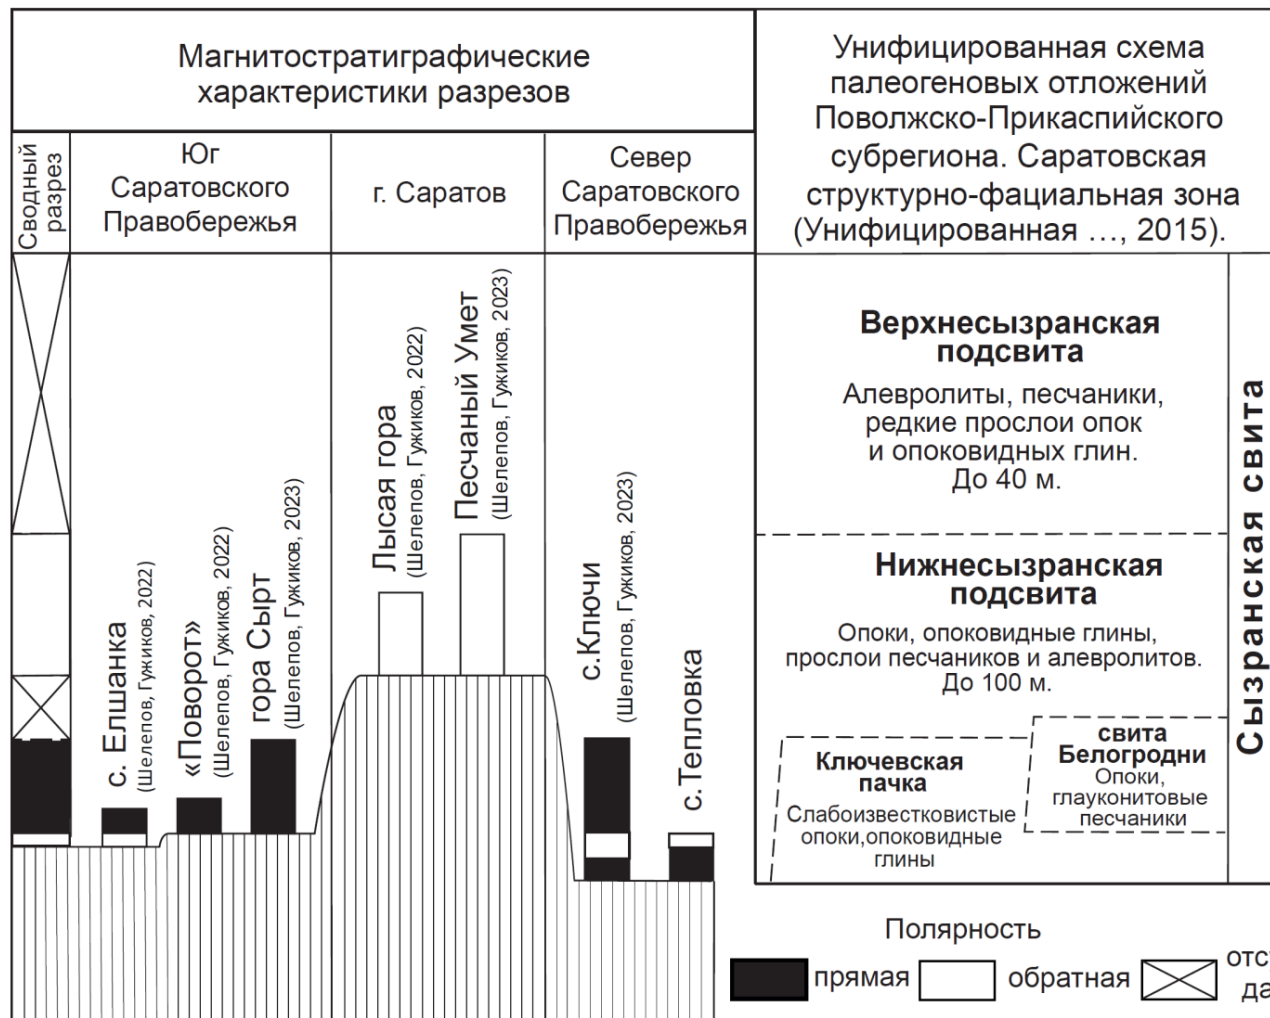 Магнитостратиграфические
характеристики разрезов
Унифицированная схема
палеогеновых отложений
Поволжско-Прикаспийского
субрегиона. Саратовская
структурно-фациальная зона
(Унифицированная ..., 2015).
Сводный
разрез
Юг
Саратовского
Правобережья
г. Саратов
Север
Саратовского
Правобережья
с. Елшанка
(Шелепов, Гужиков, 2022)
«Поворот»
(Шелепов, Гужиков, 2022)
гора Сырт
(Шелепов, Гужиков, 2023)
Лысая гора
(Шелепов, Гужиков, 2022)
Песчаный Умет
(Шелепов, Гужиков, 2023)
с.Ключи
(Шелепов, Гужиков, 2023)
с.Тепловка
Верхнесызранская
подсвита
Алевролиты, песчаники,
редкие прослои опок
и опоковидных глин.
До 40 м.
Нижнесызранская
подсвита
Опоки, опоковидные глины,
прослои песчаников и алевролитов.
До 100 м.
Ключевская
пачка
Слабоизвестковистые
опоки,опоковидные
глины
свита
Белогродни
Опоки,
глауконитовые
песчаники
Сызранская свита
Полярность
прямая
обратная